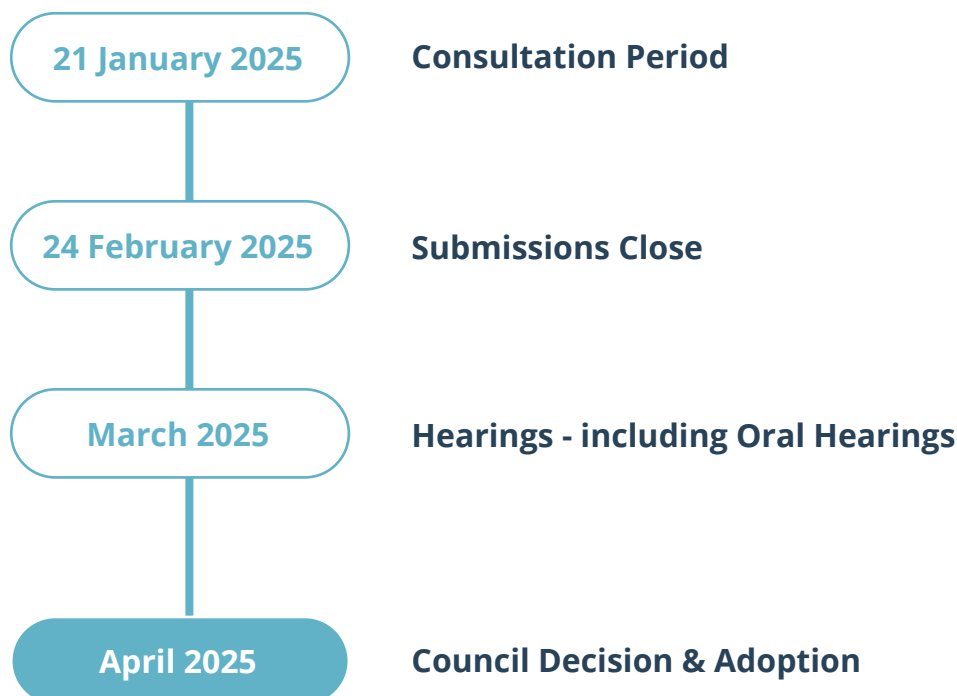 21 January 2025
Consultation Period
24 February 2025
Submissions Close
March 2025
Hearings - including Oral Hearings
April 2025
Council Decision & Adoption